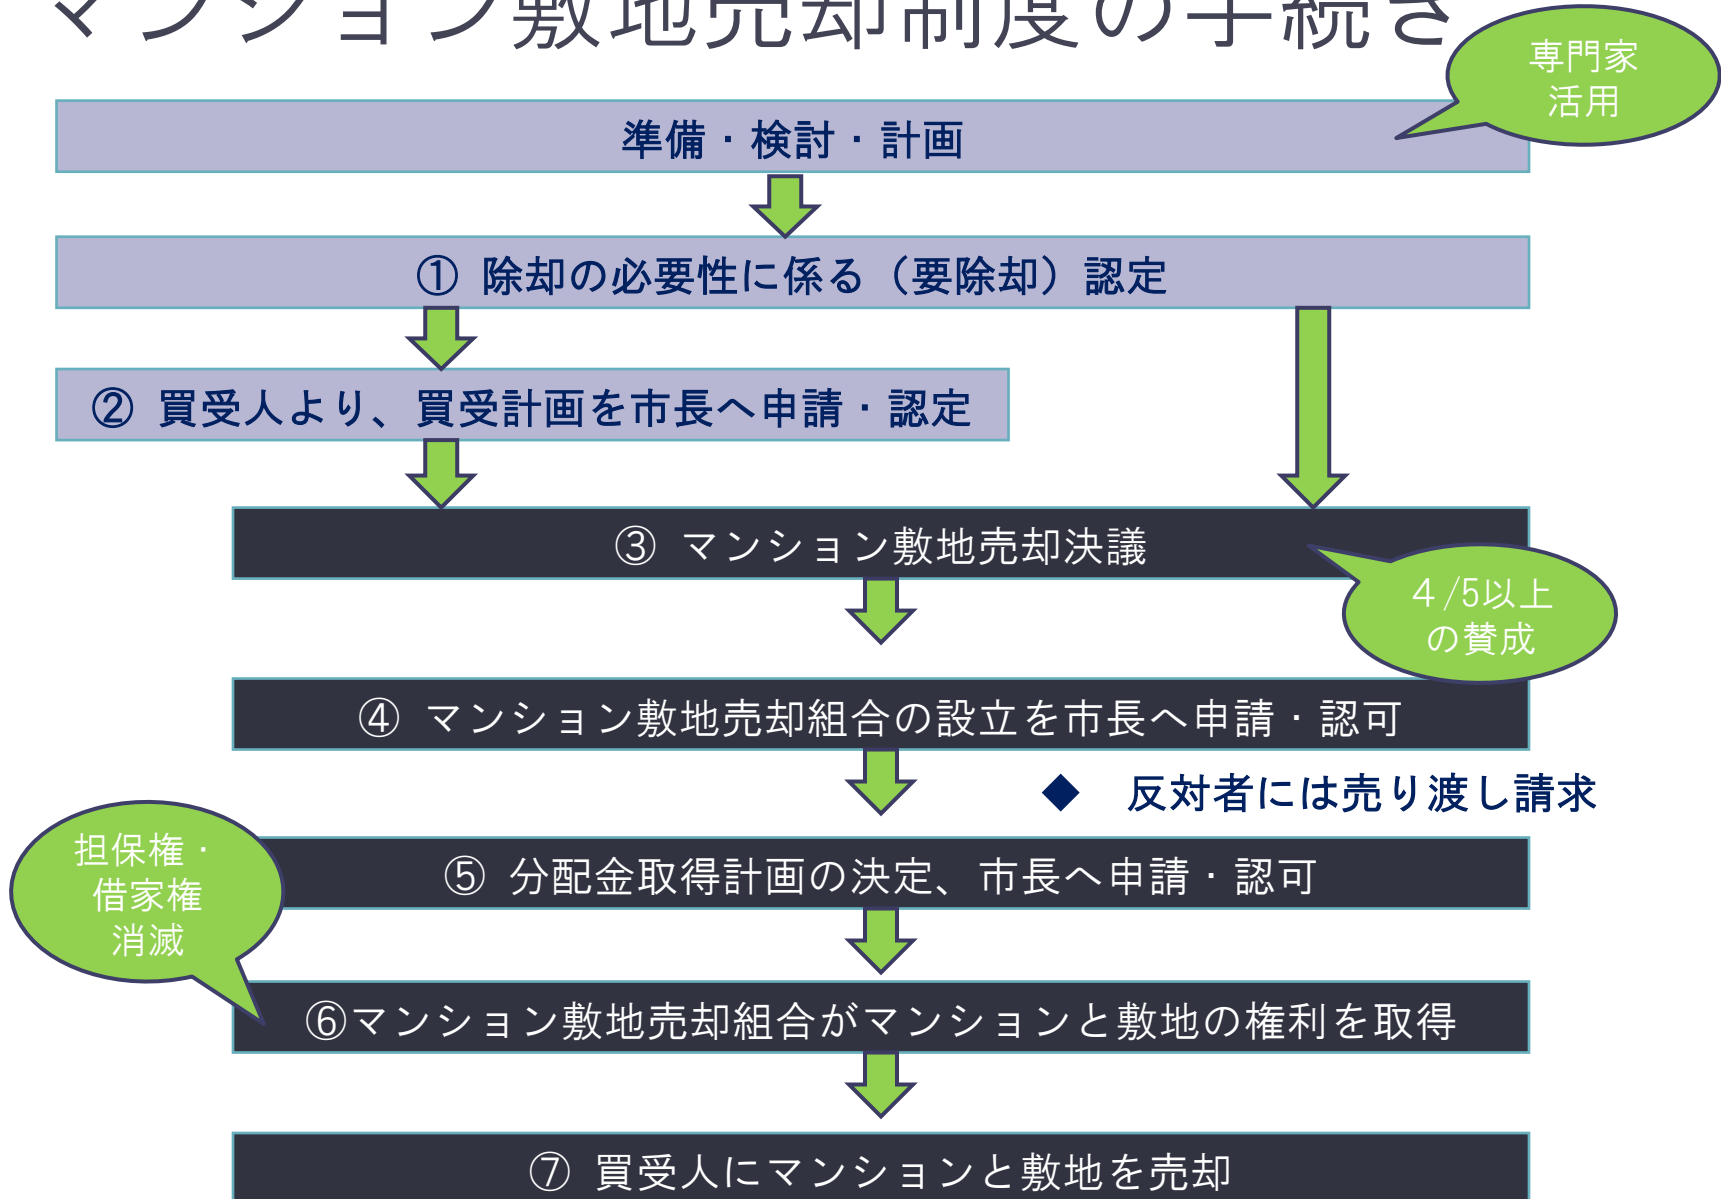 マンション敷地売却制度の手続き
専門家
活用
準備・検討・計画
① 除却の必要性に係る（要除却）認定
② 買受人より、買受計画を市長へ申請・認定
③ マンション敷地売却決議
４/5以上
の賛成
④ マンション敷地売却組合の設立を市長へ申請・認可
◆ 反対者には売り渡し請求
担保権・
借家権
消滅
⑤ 分配金取得計画の決定、市長へ申請・認可
⑥マンション敷地売却組合がマンションと敷地の権利を取得
⑦ 買受人にマンションと敷地を売却